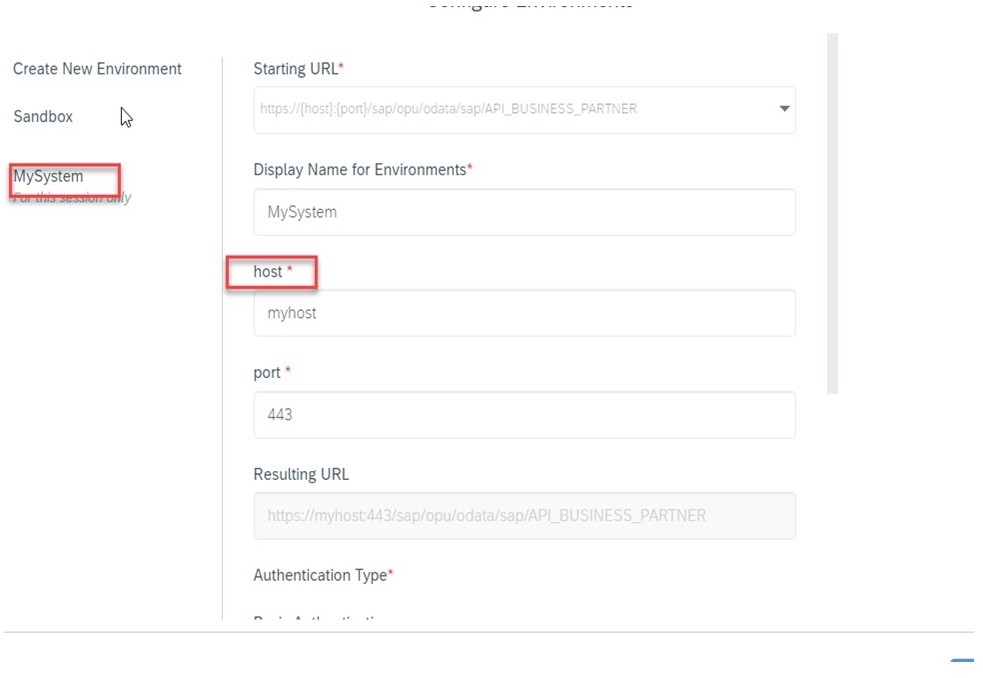 Configure Environments
Create New Environment
Sandbox
MySystem
For this session only
Starting URL*
https://{host}:{port}/sap/opu/odata/sap/API_BUSINESS_PARTNER
Display Name for Environments*
MySystem
host *
myhost
port *
443
Resulting URL
https://myhost:443/sap/opu/odata/sap/API_BUSINESS_PARTNER
Authentication Type*